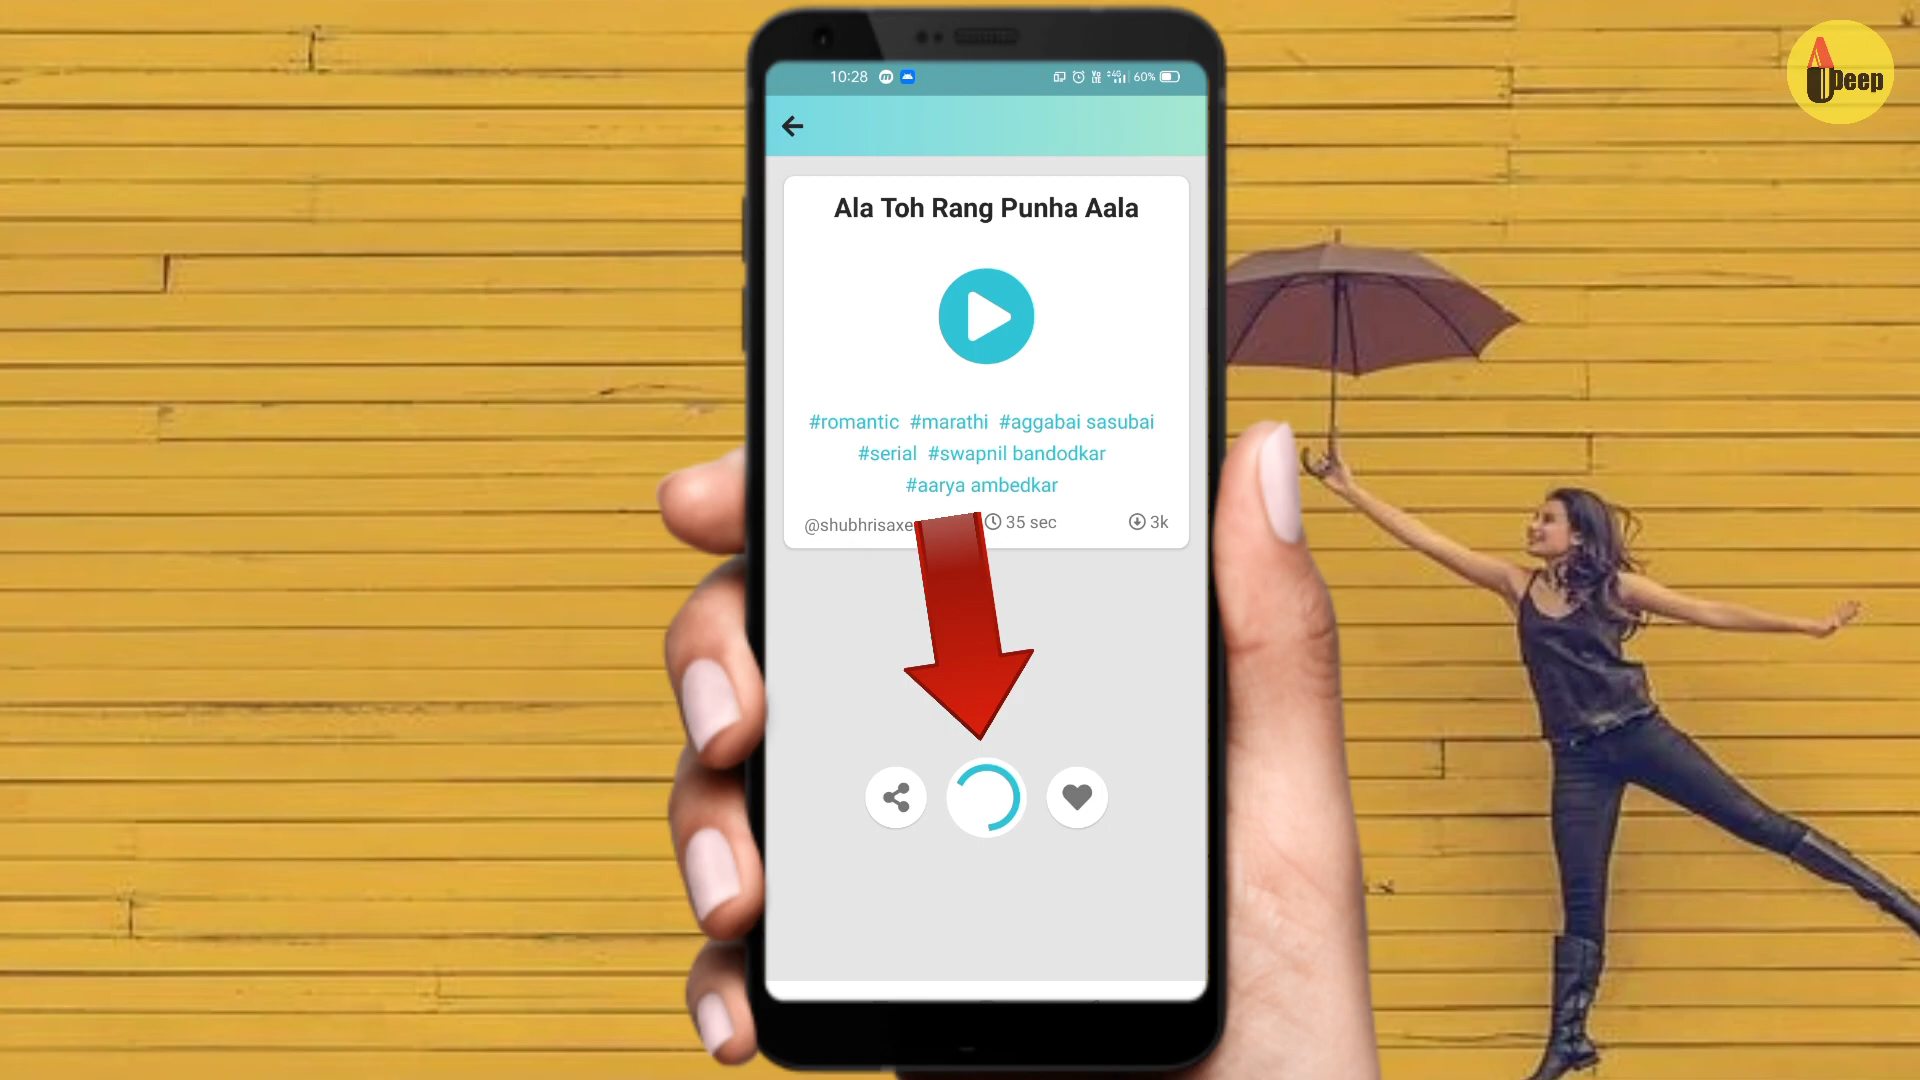 10:28
60%
Ala Toh Rang Punha Aala
#romantic #marathi #aggabai sasubai
#serial #swapnil bandodkar
#aarya ambedkar
@shubhrisaxe 35 sec 3k
A
U Deep